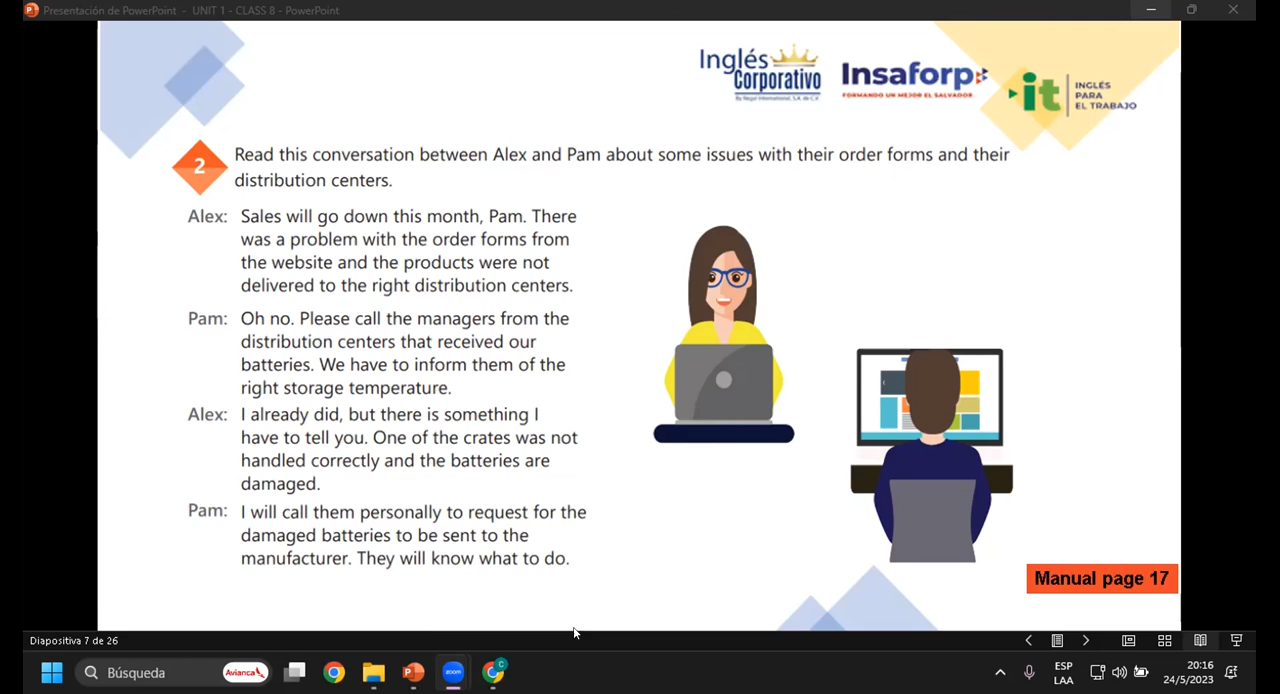 Presentación de PowerPoint - UNIT 1 - CLASS 8 - PowerPoint
Inglés
Corporativo
By Regal International, S.A. de C.V.
Insaforp
FORMANDO UN MEJOR EL SALVADOR
it
INGLÉS
PARA
EL TRABAJO
2
Read this conversation between Alex and Pam about some issues with their order forms and their
distribution centers.
Alex: Sales will go down this month, Pam. There
was a problem with the order forms from
the website and the products were not
delivered to the right distribution centers.
Pam: Oh no. Please call the managers from the
distribution centers that received our
batteries. We have to inform them of the
right storage temperature.
Alex: I already did, but there is something I
have to tell you. One of the crates was not
handled correctly and the batteries are
damaged.
Pam: I will call them personally to request for the
damaged batteries to be sent to the
manufacturer. They will know what to do.
Manual page 17
Diapositiva 7 de 26
Búsqueda
Avianca
zoom
C
ESP
LAA
20:16
24/5/2023